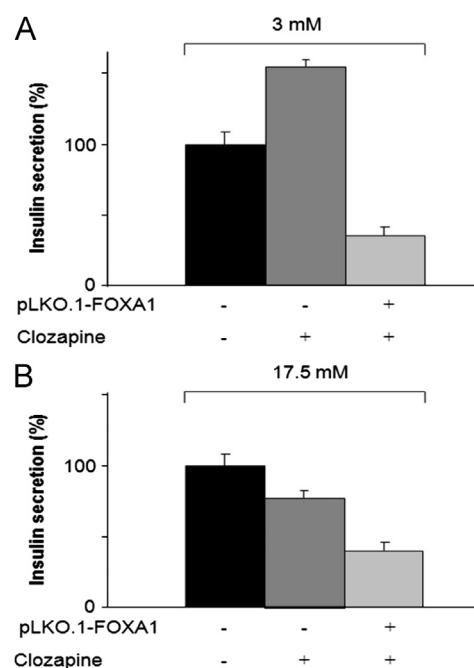 A
3 mM
Insulin secretion (%)
100
0
pLKO.1-FOXA1 - - +
Clozapine - + +
B
17.5 mM
Insulin secretion (%)
100
0
pLKO.1-FOXA1 - - +
Clozapine - + +